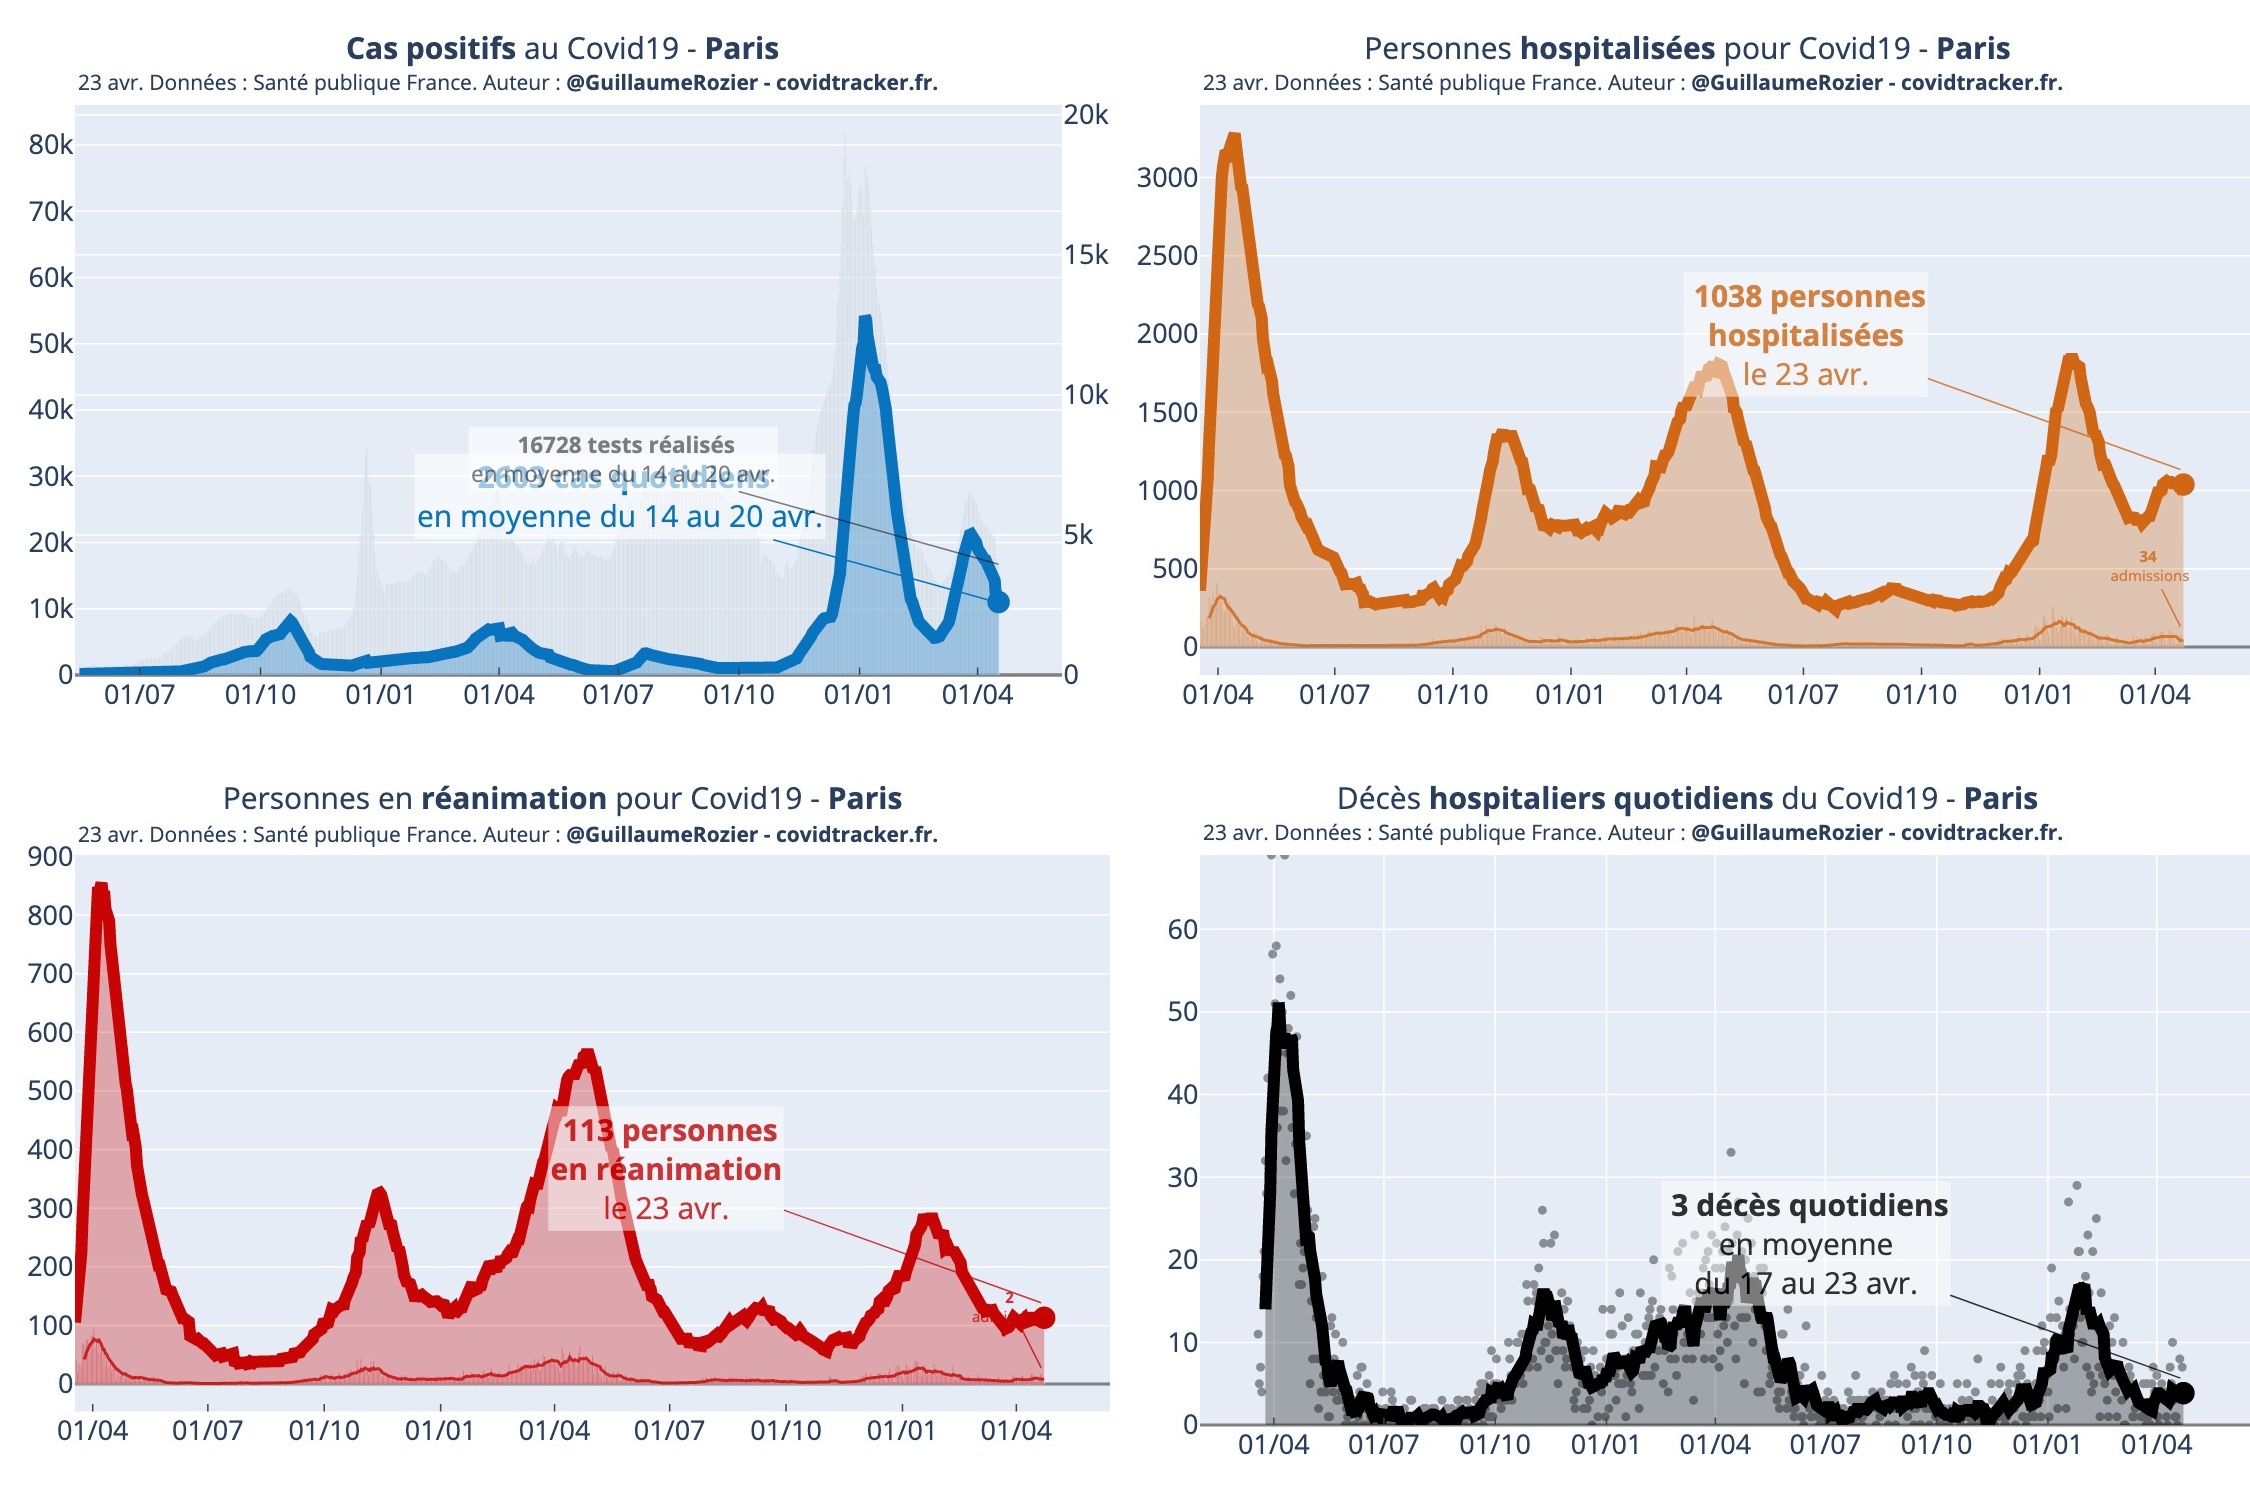 Cas positifs au Covid19 - Paris
23 avr. Données : Santé publique France. Auteur : @GuillaumeRozier - covidtracker.fr.
80k
70k
60k
50k
40k
30k
20k
10k
0
20k
15k
10k
5k
0
16728 tests réalisés
en moyenne du 14 au 20 avr.
2603 cas quotidiens
en moyenne du 14 au 20 avr.
01/07 01/10 01/01 01/04 01/07 01/10 01/01 01/04
Personnes hospitalisées pour Covid19 - Paris
23 avr. Données : Santé publique France. Auteur : @GuillaumeRozier - covidtracker.fr.
3000
2500
2000
1500
1000
500
0
1038 personnes
hospitalisées
le 23 avr.
34
admissions
01/04 01/07 01/10 01/01 01/04 01/07 01/10 01/01 01/04
Personnes en réanimation pour Covid19 - Paris
23 avr. Données : Santé publique France. Auteur : @GuillaumeRozier - covidtracker.fr.
900
800
700
600
500
400
300
200
100
0
113 personnes
en réanimation
le 23 avr.
2
01/04 01/07 01/10 01/01 01/04 01/07 01/10 01/01 01/04
Décès hospitaliers quotidiens du Covid19 - Paris
23 avr. Données : Santé publique France. Auteur : @GuillaumeRozier - covidtracker.fr.
60
50
40
30
20
10
0
3 décès quotidiens
en moyenne
du 17 au 23 avr.
01/04 01/07 01/10 01/01 01/04 01/07 01/10 01/01 01/04